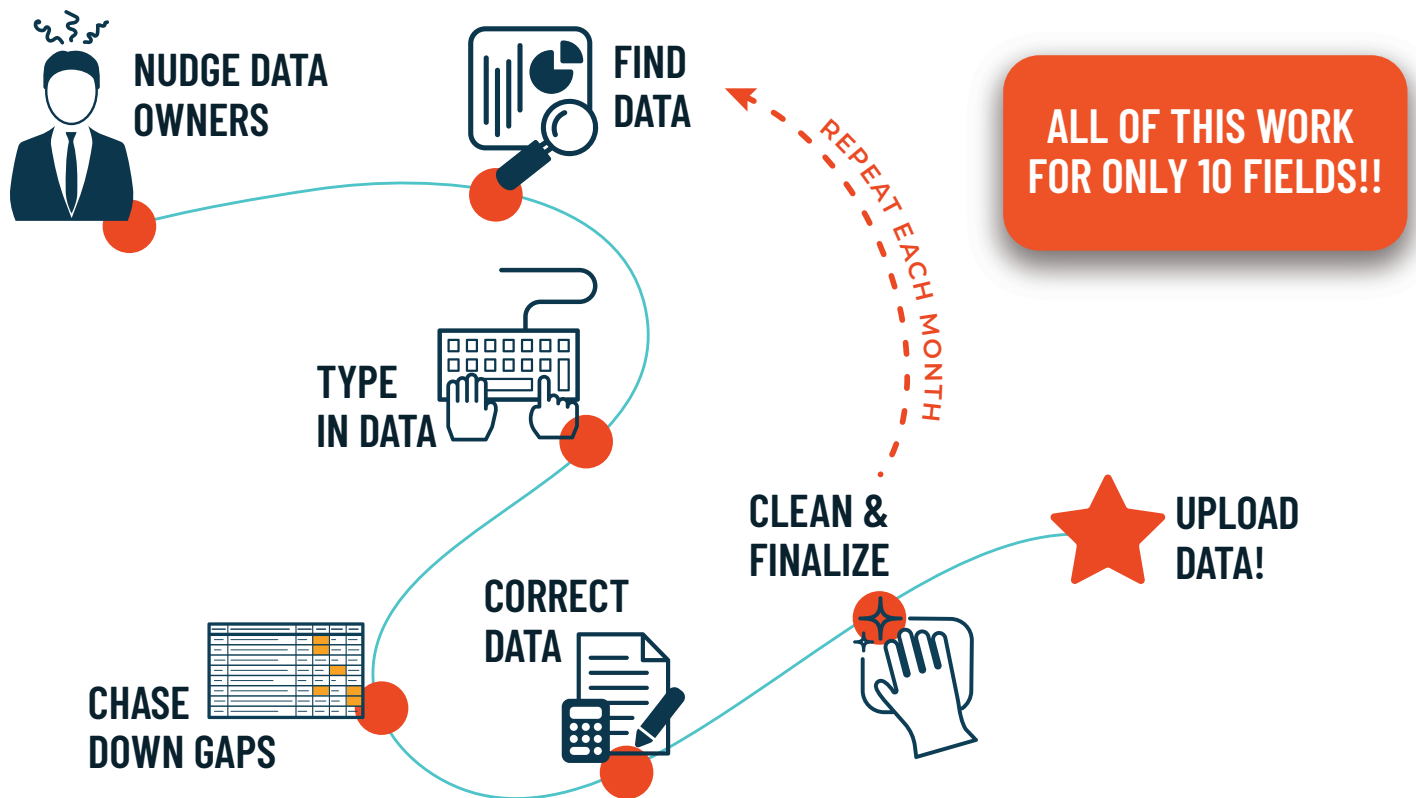 NUDGE DATA
OWNERS
FIND
DATA
ALL OF THIS WORK
FOR ONLY 10 FIELDS!!
REPEAT EACH MONTH
TYPE
IN DATA
CHASE
DOWN GAPS
CORRECT
DATA
CLEAN &
FINALIZE
UPLOAD
DATA!